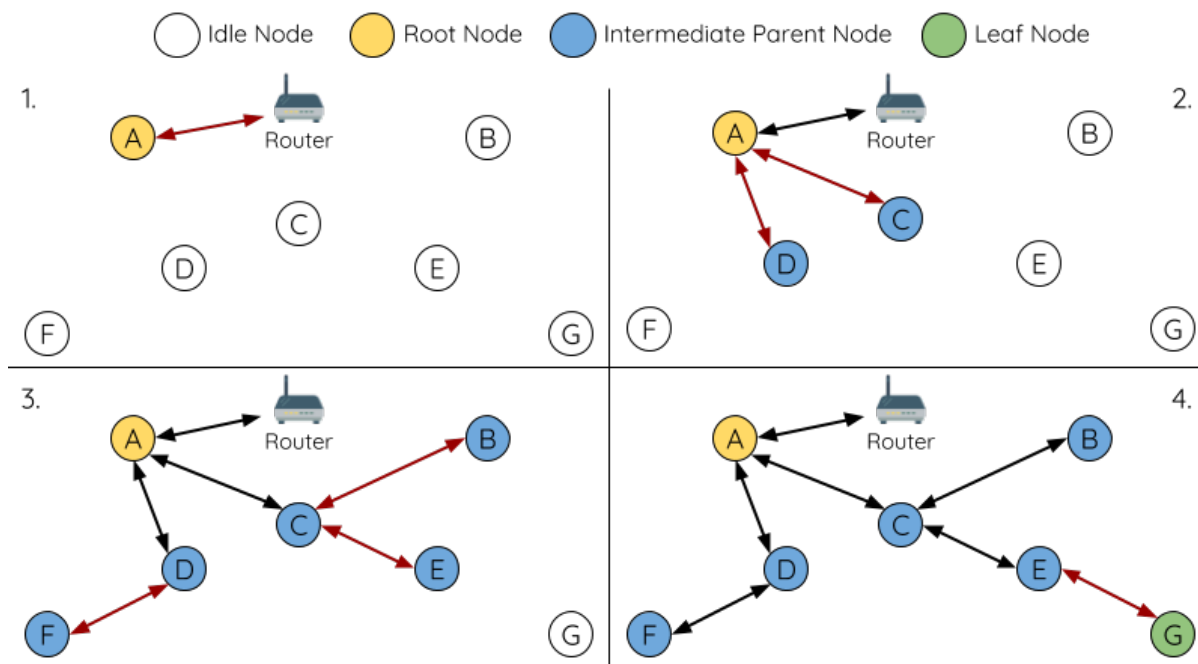 Idle Node
Root Node
Intermediate Parent Node
Leaf Node
1.
A
Router
B
C
D
E
F
G
2.
A
Router
B
C
D
E
F
G
3.
A
Router
B
C
D
E
F
G
4.
A
Router
B
C
D
E
F
G